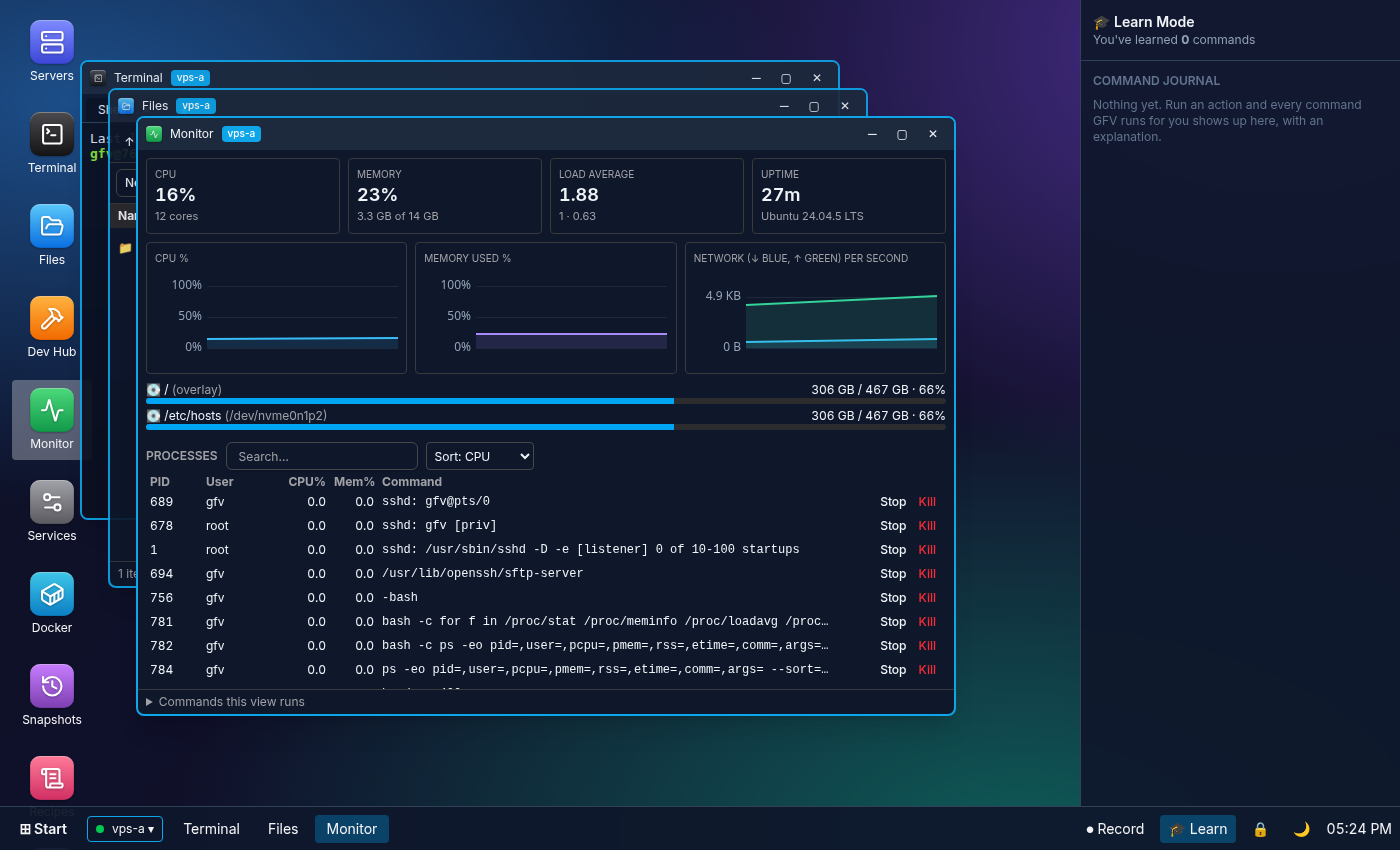 Servers
Terminal
Files
Dev Hub
Monitor
Services
Docker
Snapshots
Recipes
Terminal vps-a
Files vps-a
Monitor vps-a
Last
1 ite
CPU
16%
12 cores
MEMORY
23%
3.3 GB of 14 GB
LOAD AVERAGE
1.88
1 · 0.63
UPTIME
27m
Ubuntu 24.04.5 LTS
CPU %
100%
50%
0%
MEMORY USED %
100%
50%
0%
NETWORK (↓ BLUE, ↑ GREEN) PER SECOND
4.9 KB
0 B
/ (overlay) 306 GB / 467 GB · 66%
/etc/hosts (/dev/nvme0n1p2) 306 GB / 467 GB · 66%
PROCESSES Search... Sort: CPU
PID User CPU% Mem% Command
689 gfv 0.0 0.0 sshd: gfv@pts/0 Stop Kill
678 root 0.0 0.0 sshd: gfv [priv] Stop Kill
1 root 0.0 0.0 sshd: /usr/sbin/sshd -D -e [listener] 0 of 10-100 startups Stop Kill
694 gfv 0.0 0.0 /usr/lib/openssh/sftp-server Stop Kill
756 gfv 0.0 0.0 -bash Stop Kill
781 gfv 0.0 0.0 bash -c for f in /proc/stat /proc/meminfo /proc/loadavg /proc… Stop Kill
782 gfv 0.0 0.0 bash -c ps -eo pid=,user=,pcpu=,pmem=,rss=,etime=,comm=,args=… Stop Kill
784 gfv 0.0 0.0 ps -eo pid=,user=,pcpu=,pmem=,rss=,etime=,comm=,args= --sort=… Stop Kill
▶ Commands this view runs
🎓 Learn Mode
You've learned 0 commands
COMMAND JOURNAL
Nothing yet. Run an action and every command
GFV runs for you shows up here, with an
explanation.
Start vps-a ▾ Terminal Files Monitor ● Record 🎓 Learn 05:24 PM